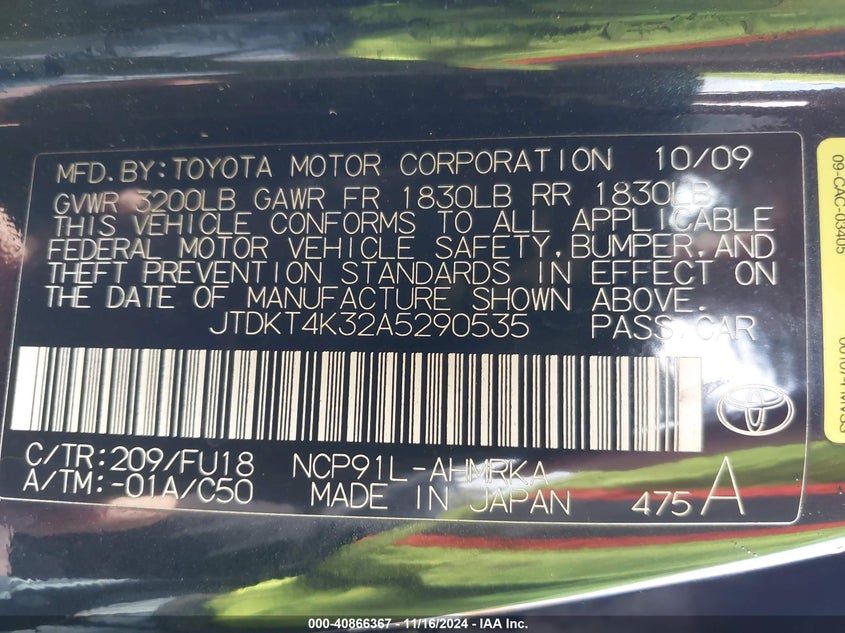 MFD. BY: TOYOTA MOTOR CORPORATION 10/09
GVWR 3200LB GAWR FR 1830LB RR 1830LB
THIS VEHICLE CONFORMS TO ALL APPLICABLE
FEDERAL MOTOR VEHICLE SAFETY, BUMPER, AND
THEFT PREVENTION STANDARDS IN EFFECT ON
THE DATE OF MANUFACTURE SHOWN ABOVE.
JTDKT4K32A5290535 PASS. CAR
C/TR: 209/FU18 NCP91L-AHMRKA
A/TM: -01A/C50 MADE IN JAPAN 475 A
09-CAC-03405
000-40866367 - 11/16/2024 - IAA Inc.